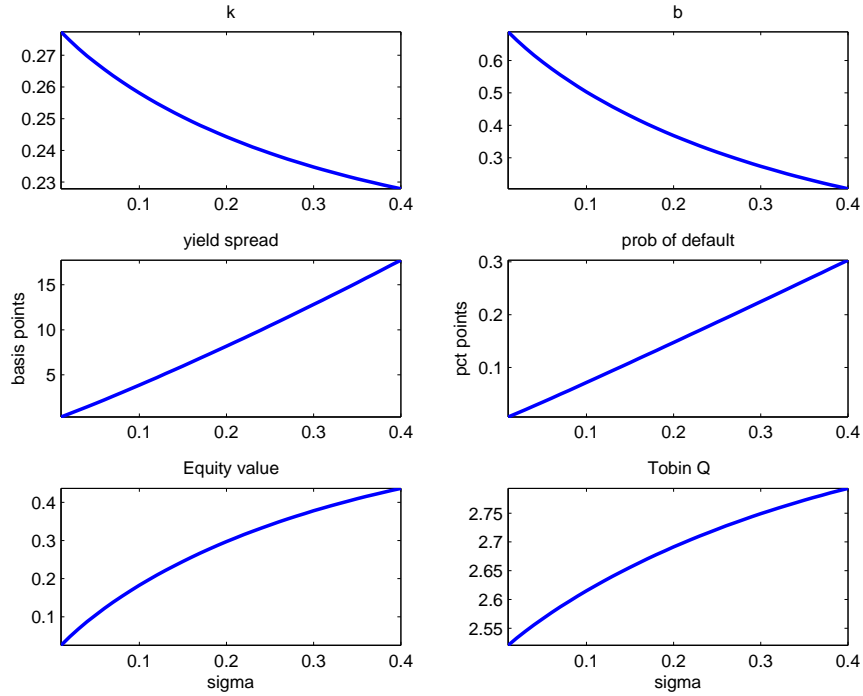 k
0.27
0.26
0.25
0.24
0.23
0.1 0.2 0.3 0.4
b
0.6
0.5
0.4
0.3
0.1 0.2 0.3 0.4
yield spread
basis points
15
10
5
0.1 0.2 0.3 0.4
prob of default
pct points
0.3
0.2
0.1
0.1 0.2 0.3 0.4
Equity value
0.4
0.3
0.2
0.1
0.1 0.2 0.3 0.4
sigma
Tobin Q
2.75
2.7
2.65
2.6
2.55
0.1 0.2 0.3 0.4
sigma